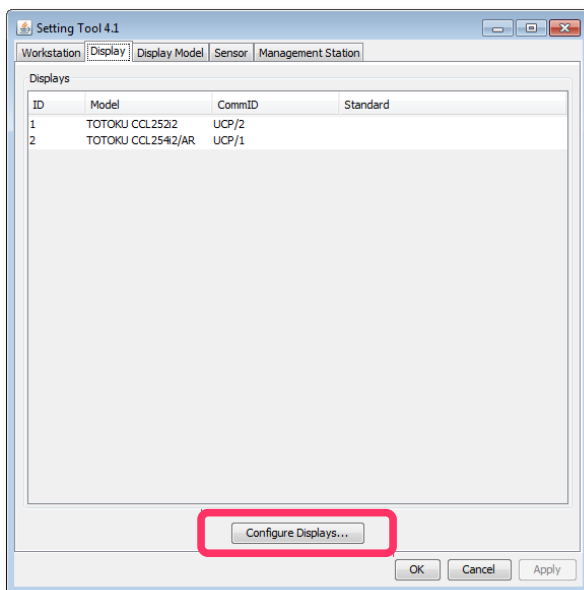 Setting Tool 4.1
Workstation Display Display Model Sensor Management Station
Displays
ID Model CommID Standard
1 TOTOKU CCL252i2 UCP/2
2 TOTOKU CCL254i2/AR UCP/1
Configure Displays...
OK Cancel Apply